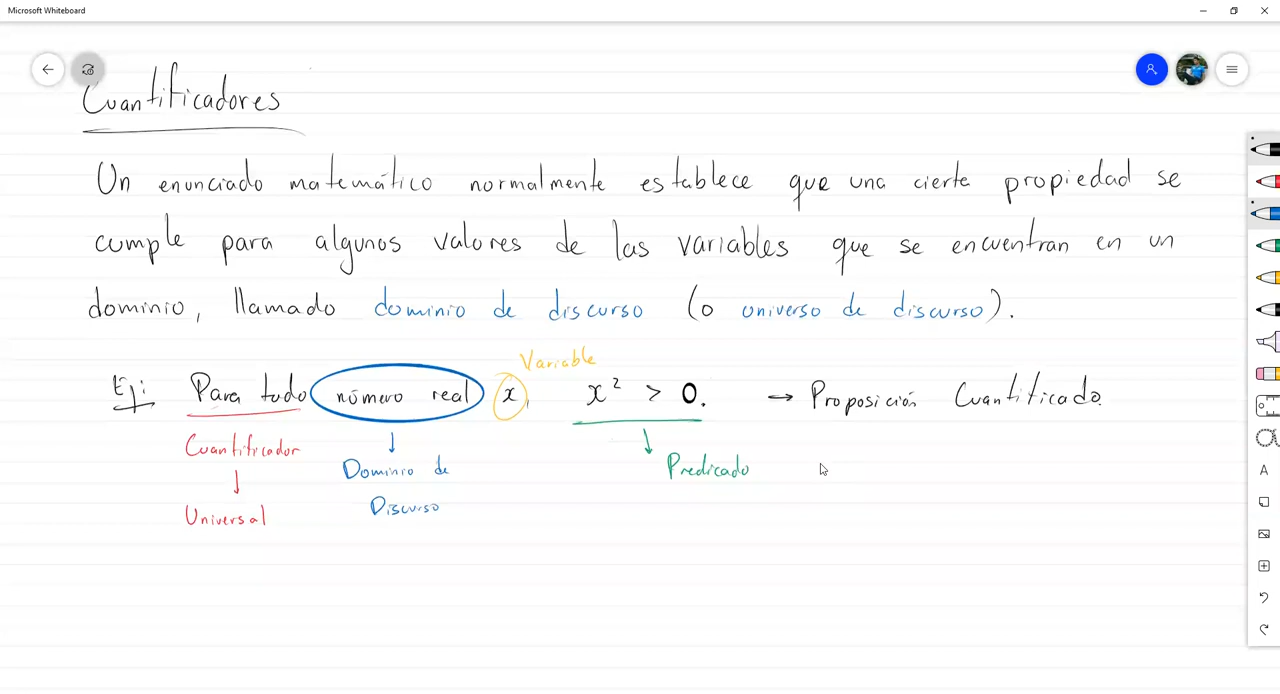 Microsoft Whiteboard
Cuantificadores
Un enunciado matemático normalmente establece que una cierta propiedad se
cumple para algunos valores de las variables que se encuentran en un
dominio, llamado dominio de discurso (o universo de discurso).
Variable
Ej: Para todo número real x, x² > 0. → Proposición Cuantificado.
Cuantificador
↓
Universal
↓
Dominio de
Discurso
↓ Predicado
A